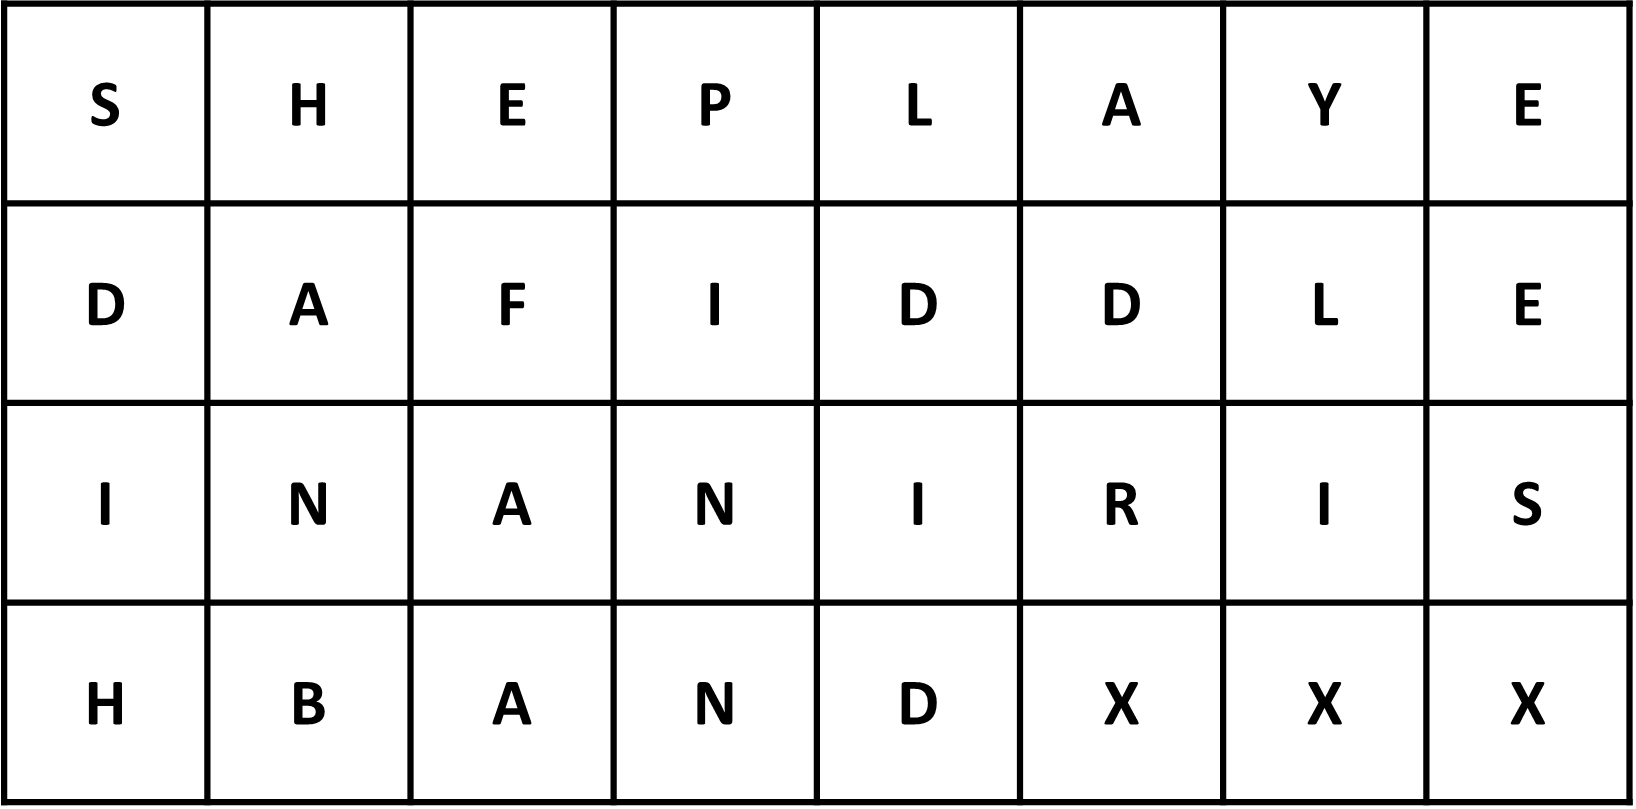 S H E P L A Y E
D A F I D D L E
I N A N I R I S
H B A N D X X X